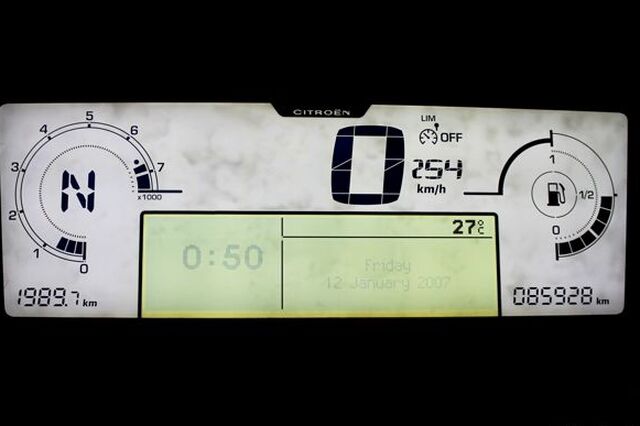 CITROËN
5
4
6
3
7
2
x1000
1
0
N
1989.7 km
0
LIM
OFF
254
km/h
0:50
27°C
Friday
12 January 2007
1
1/2
0
085928 km